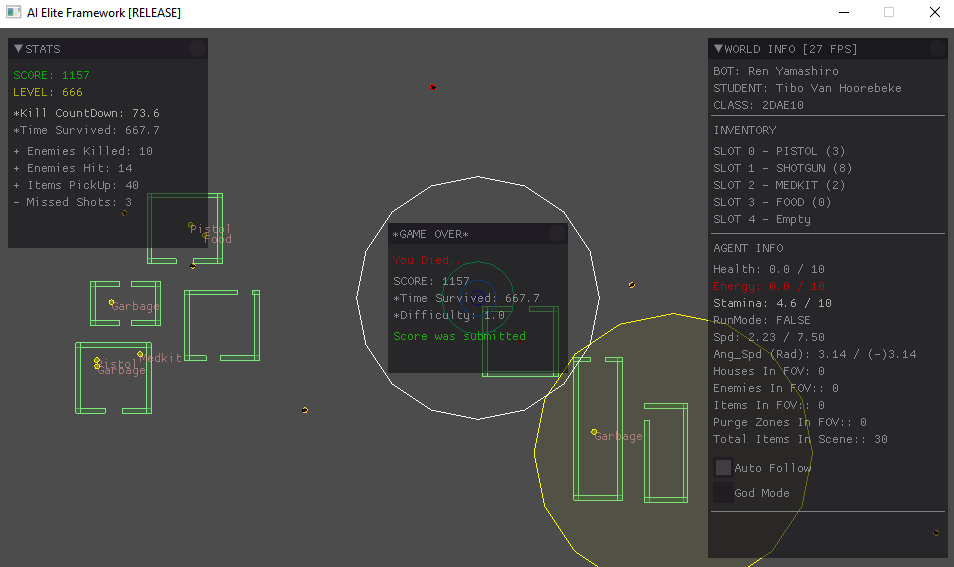 AI Elite Framework [RELEASE]
STATS
SCORE: 1157
LEVEL: 666
*Kill CountDown: 73.6
*Time Survived: 667.7
+ Enemies Killed: 10
+ Enemies Hit: 14
+ Items PickUp: 40
- Missed Shots: 3
Pistol
Food
Garbage
Medkit
Pistol
Garbage
*GAME OVER*
You Died..
SCORE: 1157
*Time Survived: 667.7
*Difficulty: 1.0
Score was submitted
Garbage
WORLD INFO [27 FPS]
BOT: Ren Yamashiro
STUDENT: Tibo Van Hoorebeke
CLASS: 2DAE10
INVENTORY
SLOT 0 - PISTOL (3)
SLOT 1 - SHOTGUN (8)
SLOT 2 - MEDKIT (2)
SLOT 3 - FOOD (0)
SLOT 4 - Empty
AGENT INFO
Health: 0.0 / 10
Energy: 0.0 / 10
Stamina: 4.6 / 10
RunMode: FALSE
Spd: 2.23 / 7.50
Ang_Spd (Rad): 3.14 / (-)3.14
Houses In FOV: 0
Enemies In FOV:: 0
Items In FOV:: 0
Purge Zones In FOV:: 0
Total Items In Scene:: 30
Auto Follow
God Mode